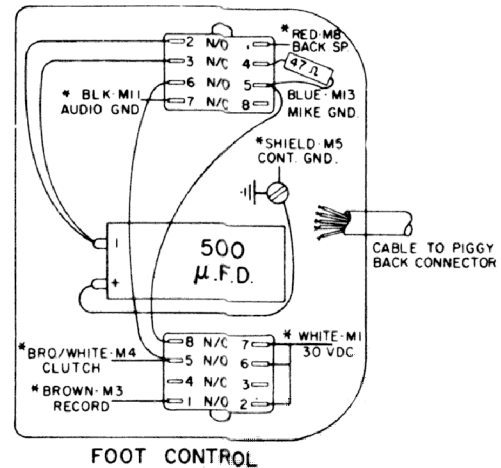 2 N/O 1
*RED-M8
BACK SP
3 N/C 4
47 Ω
6 N/O 5
BLUE-M13
MIKE GND.
* BLK-M11
AUDIO GND
7 N/C 8
*SHIELD-M5
CONT. GND.
-
+
500
μ.F.D.
CABLE TO PIGGY
BACK CONNECTOR
8 N/C 7
* WHITE-M1
30 VDC
*BRO/WHITE-M4
CLUTCH
5 N/O 6
4 N/C 3
*BROWN-M3
RECORD
1 N/O 2
FOOT CONTROL